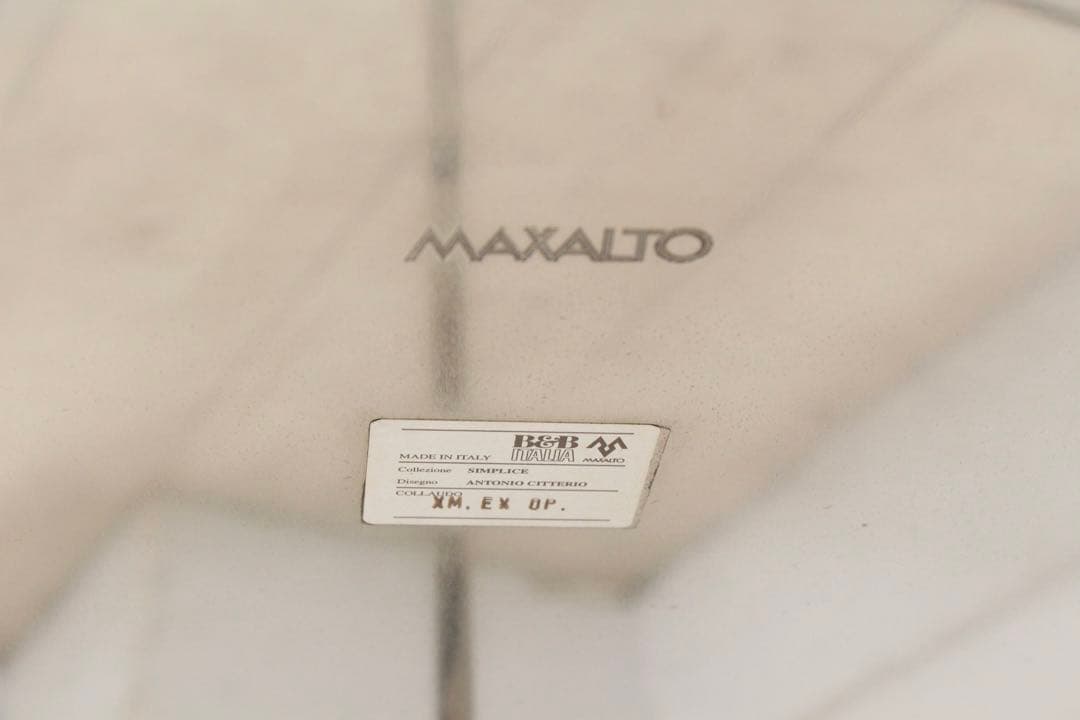 MAXALTO
B&B
MADE IN ITALY ITALIA MAXALTO
Collezione SIMPLICE
Disegno ANTONIO CITTERIO
COLLAUDO
XM. EX OP.